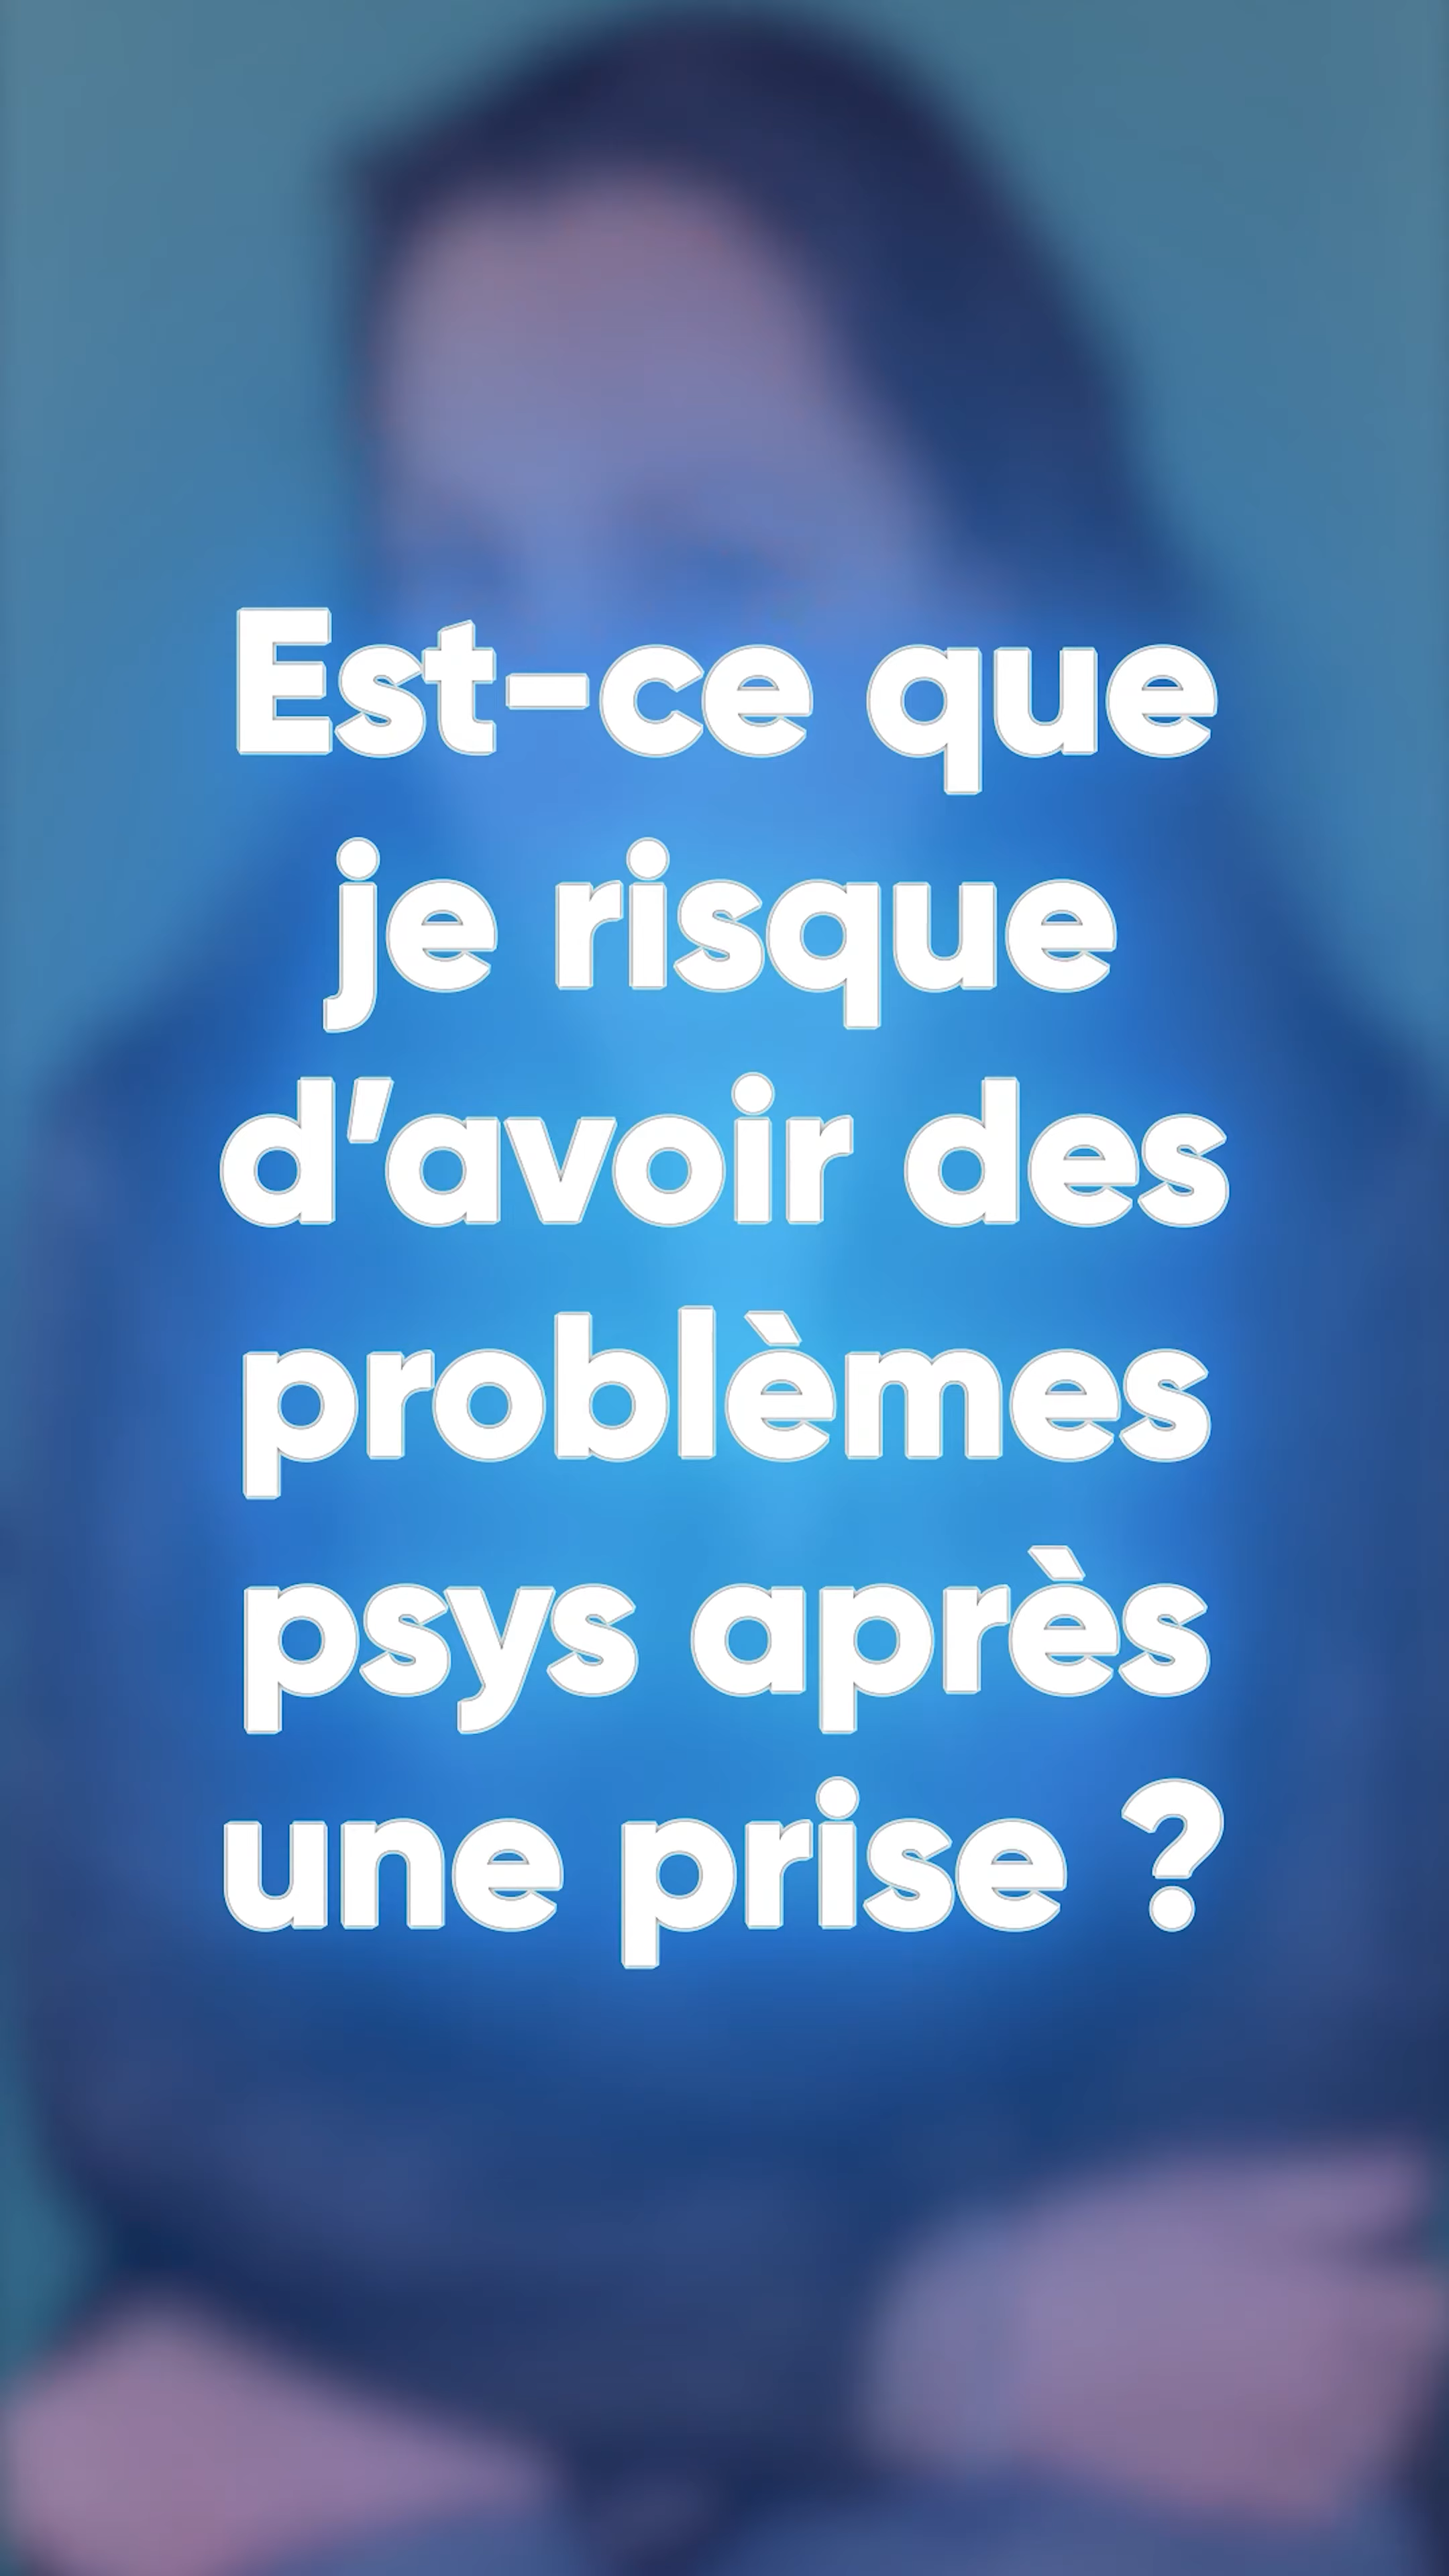 Est-ce que
je risque
d'avoir des
problèmes
psys après
une prise ?